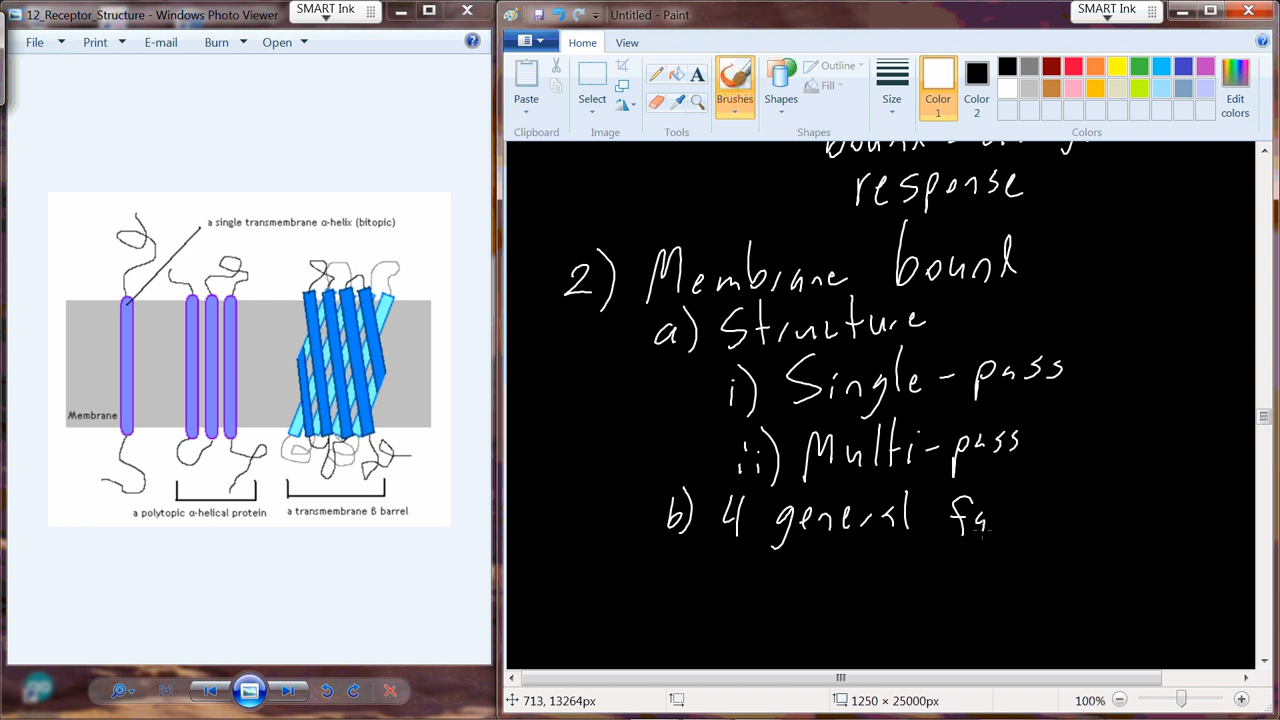 12_Receptor_Structure - Windows Photo Viewer
SMART Ink
File Print E-mail Burn Open
a single transmembrane α-helix (bitopic)
Membrane
a polytopic α-helical protein
a transmembrane β barrel
Untitled - Paint
SMART Ink
Home View
Paste
Clipboard
Select
Image
Tools
Brushes
Shapes
Outline
Fill
Shapes
Size
Color 1
Color 2
Edit colors
Colors
response
2) Membrane bound
a) Structure
i) Single-pass
ii) Multi-pass
b) 4 general fa
713, 13264px
1250 × 25000px
100%